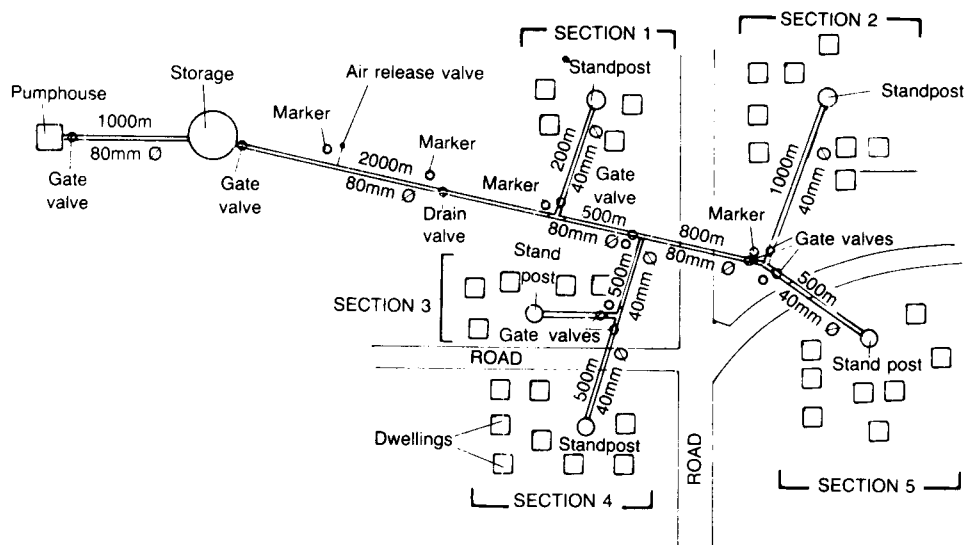 SECTION 1
SECTION 2
Storage
Air release valve
Standpost
Standpost
Pumphouse
Marker
1000m
80mm Ø
Gate
valve
Gate
valve
2000m
80mm Ø
Marker
Drain
valve
Marker
200m
40mm Ø
Gate
valve
500m
80mm Ø
800m
80mm Ø
1000m
40mm Ø
Marker
Gate valves
Stand
post
500m
40mm Ø
SECTION 3
Gate valves
500m
40mm Ø
ROAD
500m
40mm Ø
Stand post
Dwellings
Standpost
ROAD
SECTION 4
SECTION 5